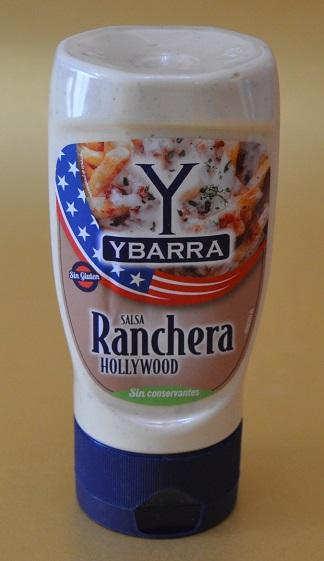 Y
YBARRA
Sin Gluten
SALSA
Ranchera
HOLLYWOOD
Sin conservantes